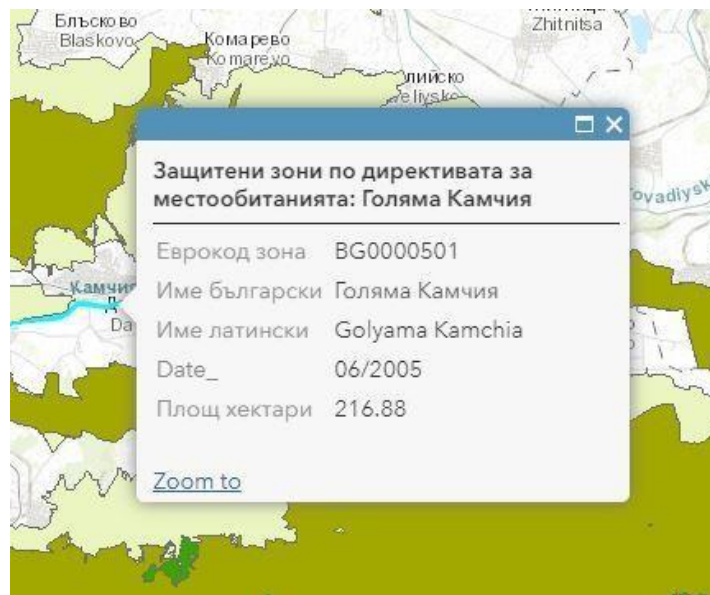 Блъсково
Blaskovo
Комарево
Komarevo
Zhitnitsa
Защитени зони по директивата за
местообитанията: Голяма Камчия
Еврокод зона BG0000501
Име български Голяма Камчия
Име латински Golyama Kamchia
Date_ 06/2005
Площ хектари 216.88
Zoom to